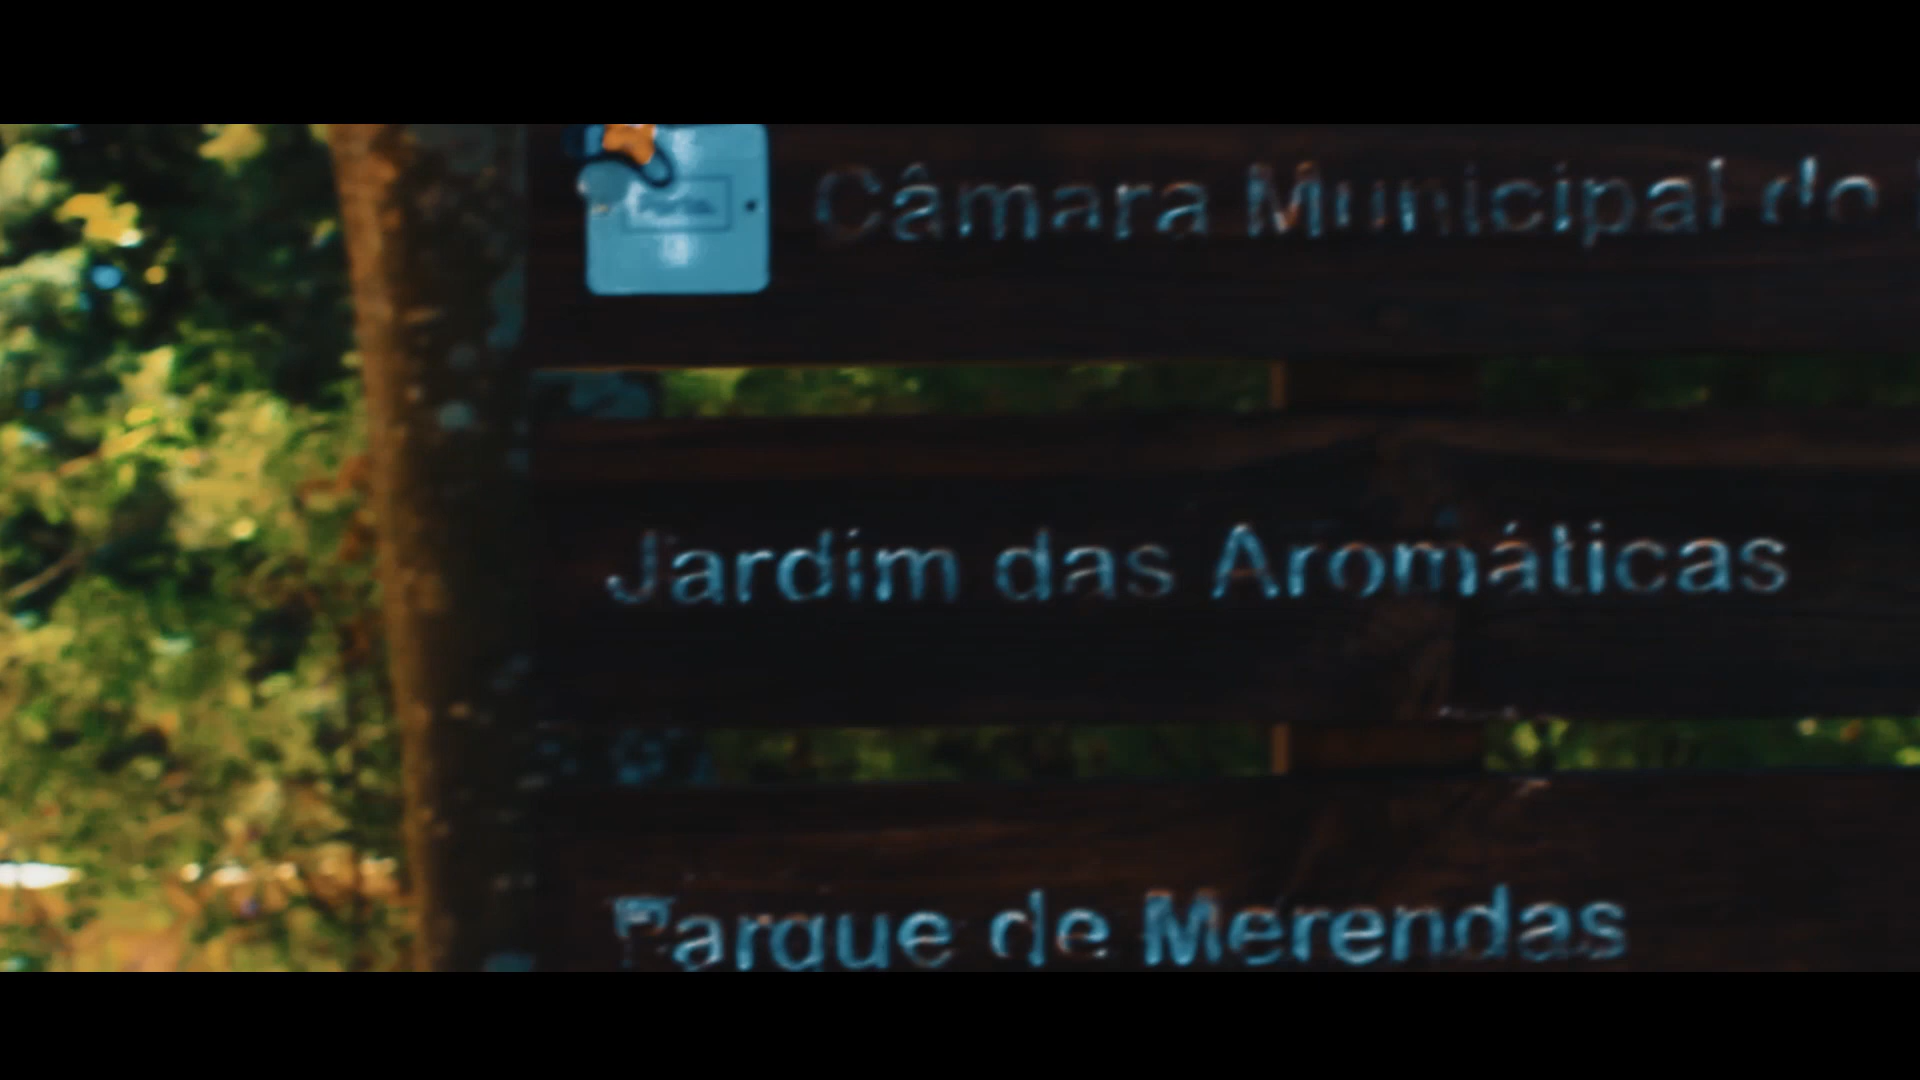 Câmara Municipal do
Jardim das Aromáticas
Parque de Merendas